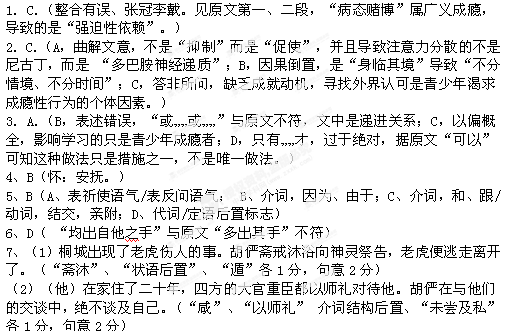 1. C.（整合有误、张冠李戴。见原文第一、二段，“病态赌博”属广义成瘾，
导致的是“强迫性依赖”。）
2. C.（A，曲解文意，不是“抑制”而是“促使”，并且导致注意力分散的不是
尼古丁，而是 “多巴胺神经递质”；B，因果倒置，是“身临其境”导致“不分
情境、不分时间”；C，答非所问，缺乏成就动机，寻找外界认可是青少年渴求
成瘾性行为的个体因素。）
3. A.（B，表述错误，“或……或……”与原文不符，文中是递进关系；C，以偏概
全，影响学习的只是青少年成瘾者；D，只有……才，过于绝对，据原文“可以”
可知这种做法只是措施之一，不是唯一做法。）
4、B（怀：安抚。）
5、B（A、表祈使语气/表反问语气； B、介词，因为、由于；C、介词，和、跟/
动词，结交，亲附；D、代词/定语后置标志）
6、D（ “均出自他之手”与原文“多出其手”不符）
7、（1）桐城出现了老虎伤人的事。胡俨斋戒沐浴向神灵祭告，老虎便逃走离开
了。（“斋沐”、“状语后置”、“遁”各1分，句意2分）
（2）（他）在家住了二十年，四方的大官重臣都以师礼对待他。胡俨在与他们
的交谈中，绝不谈及自己。（“咸”、“以师礼” 介词结构后置、“未尝及私”
各1分，句意2分）